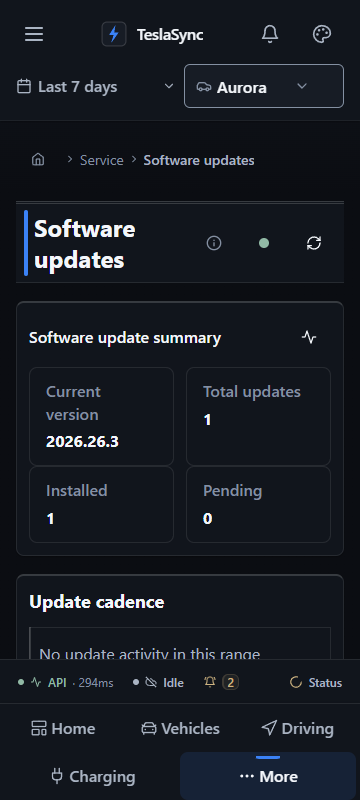 TeslaSync
Last 7 days
Aurora
Service
Software updates
Software
updates
Software update summary
Current
version
2026.26.3
Total updates
1
Installed
1
Pending
0
Update cadence
No update activity in this range
API · 294ms
Idle
2
Status
Home
Vehicles
Driving
Charging
More